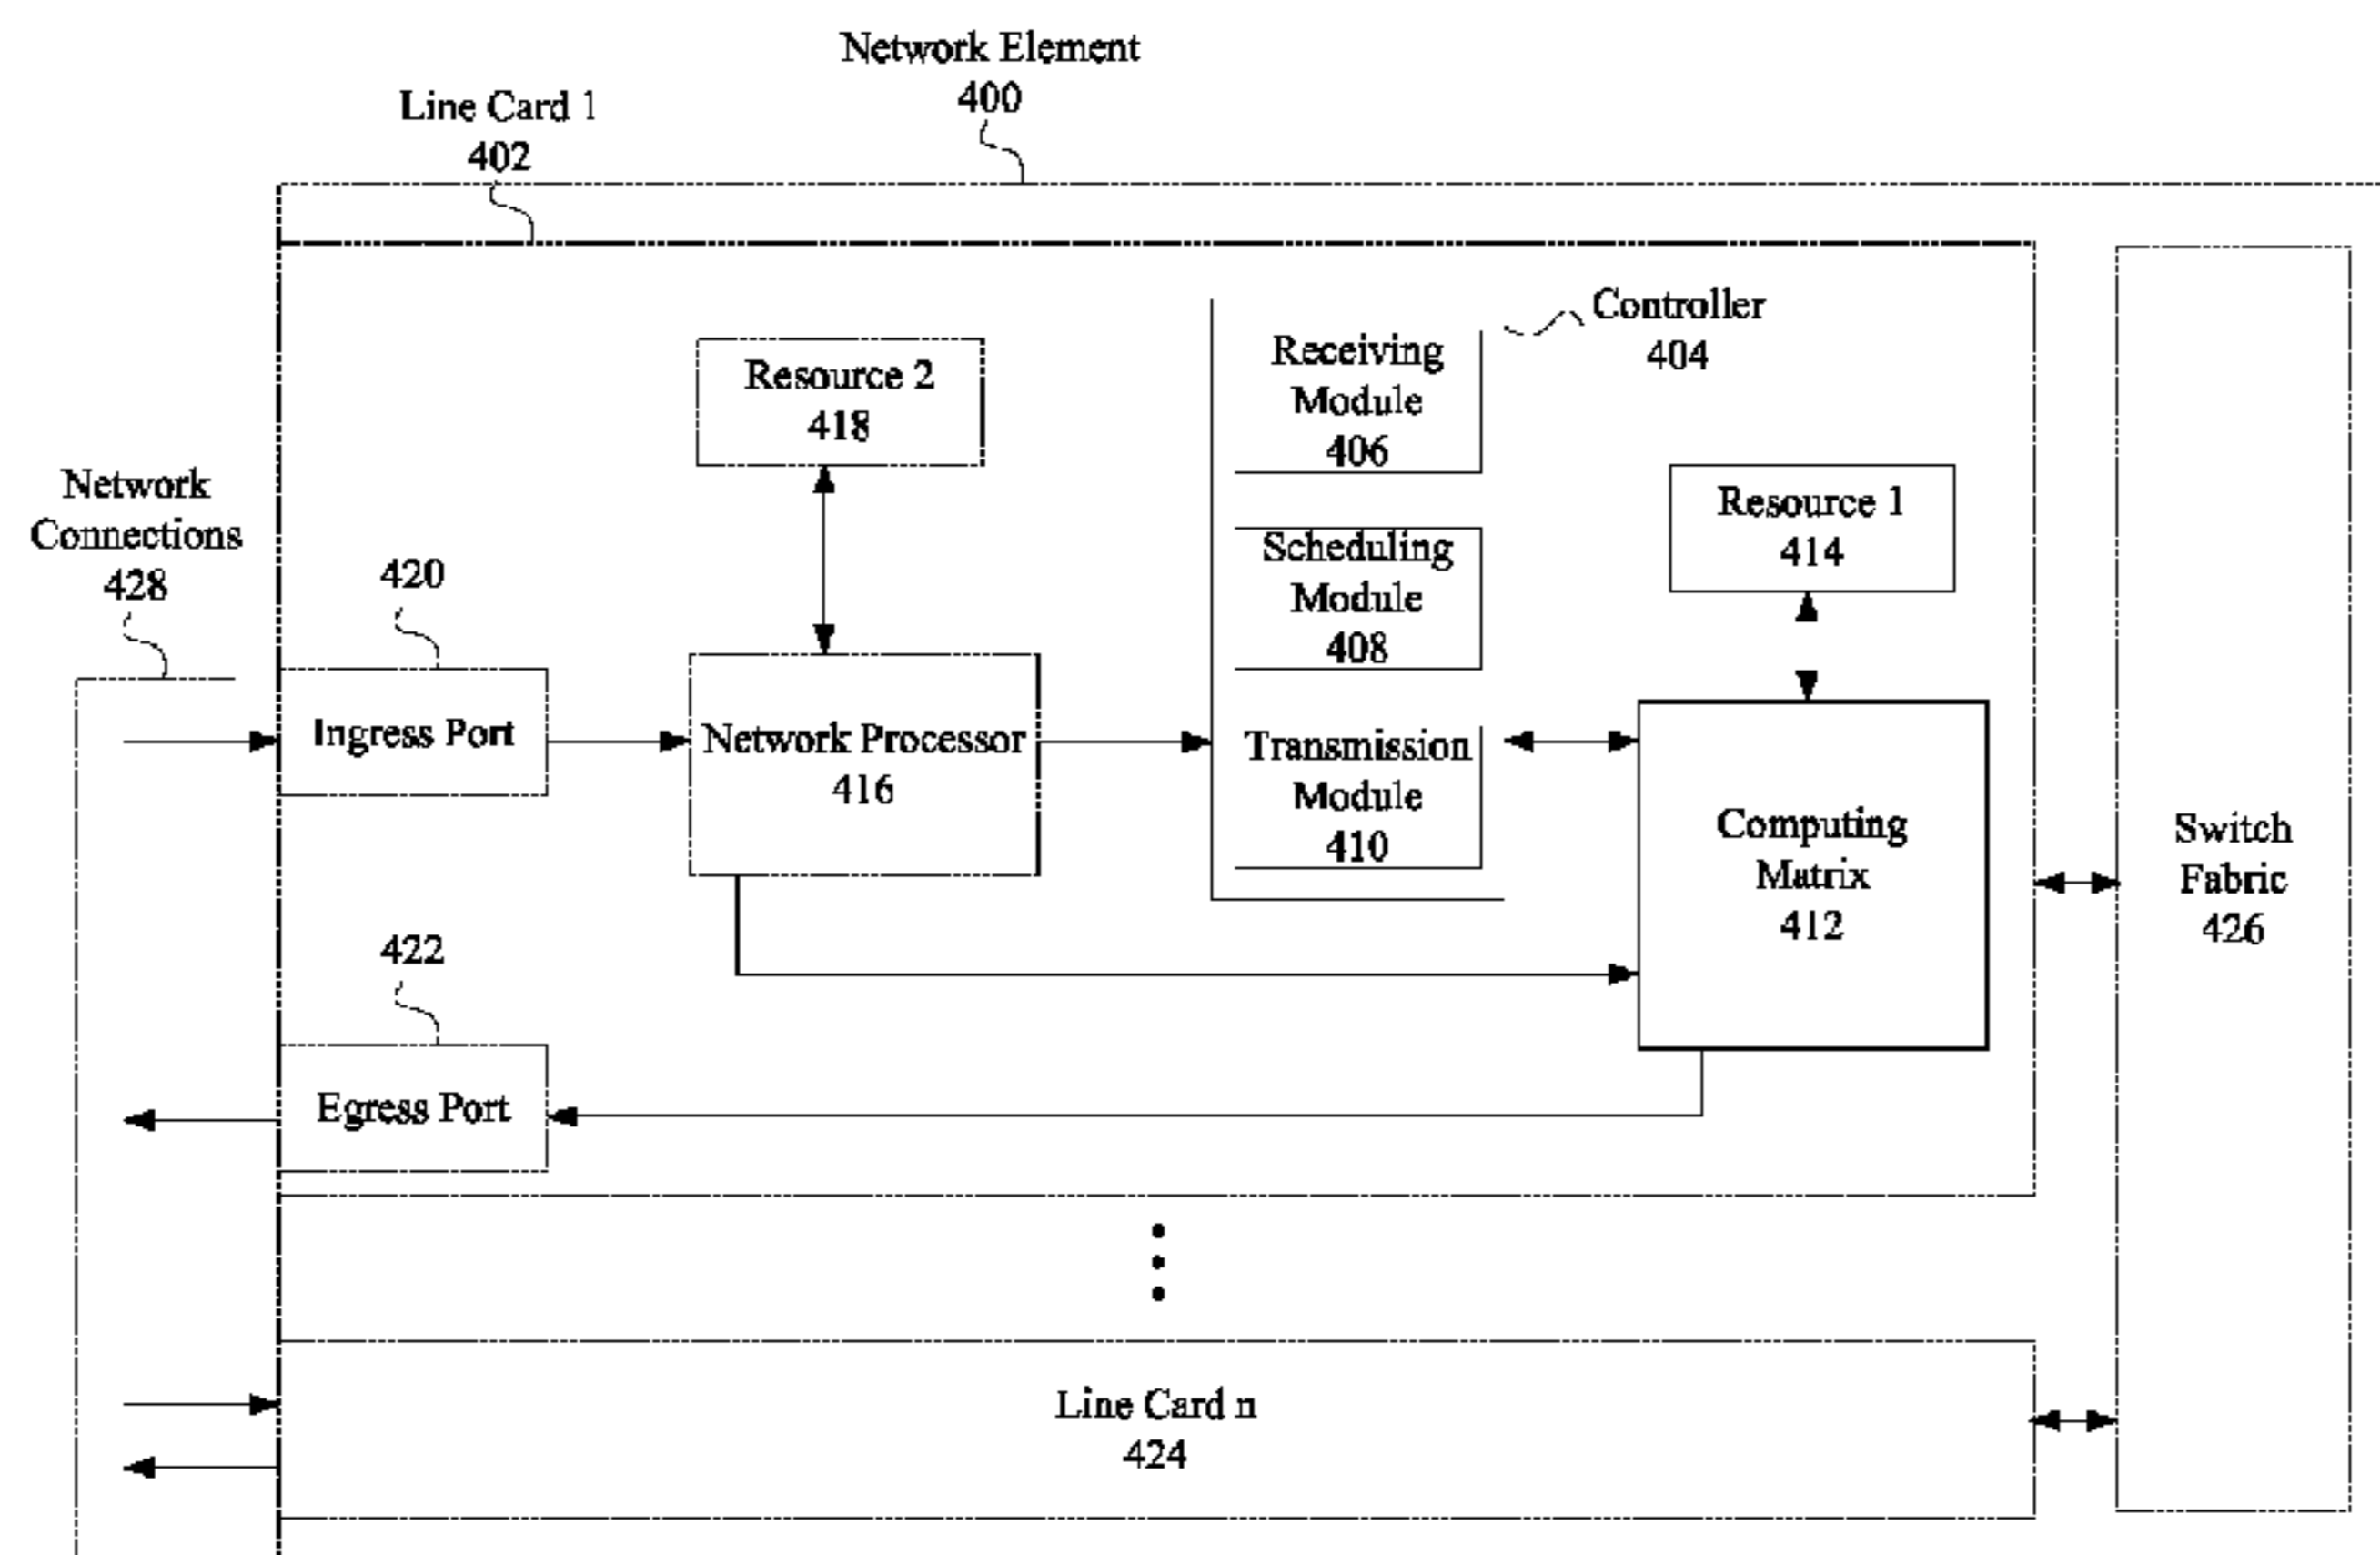 Network Element
400
Line Card 1
402
Controller
404
Receiving
Module
406
Resource 2
418
Network
Connections
428
Resource 1
414
Scheduling
Module
408
420
Ingress Port
Network Processor
416
Transmission
Module
410
Computing
Matrix
412
Switch
Fabric
426
422
Egress Port
Line Card n
424